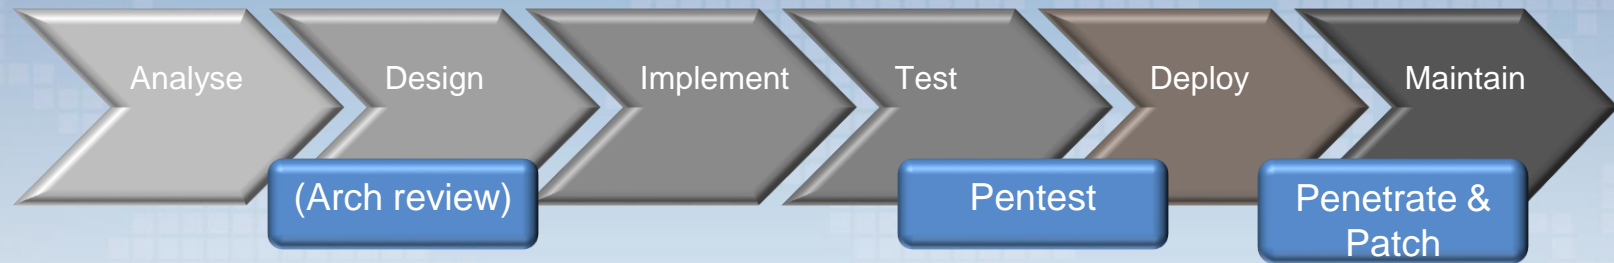 Analyse
Design
Implement
Test
Deploy
Maintain
(Arch review)
Pentest
Penetrate &
Patch